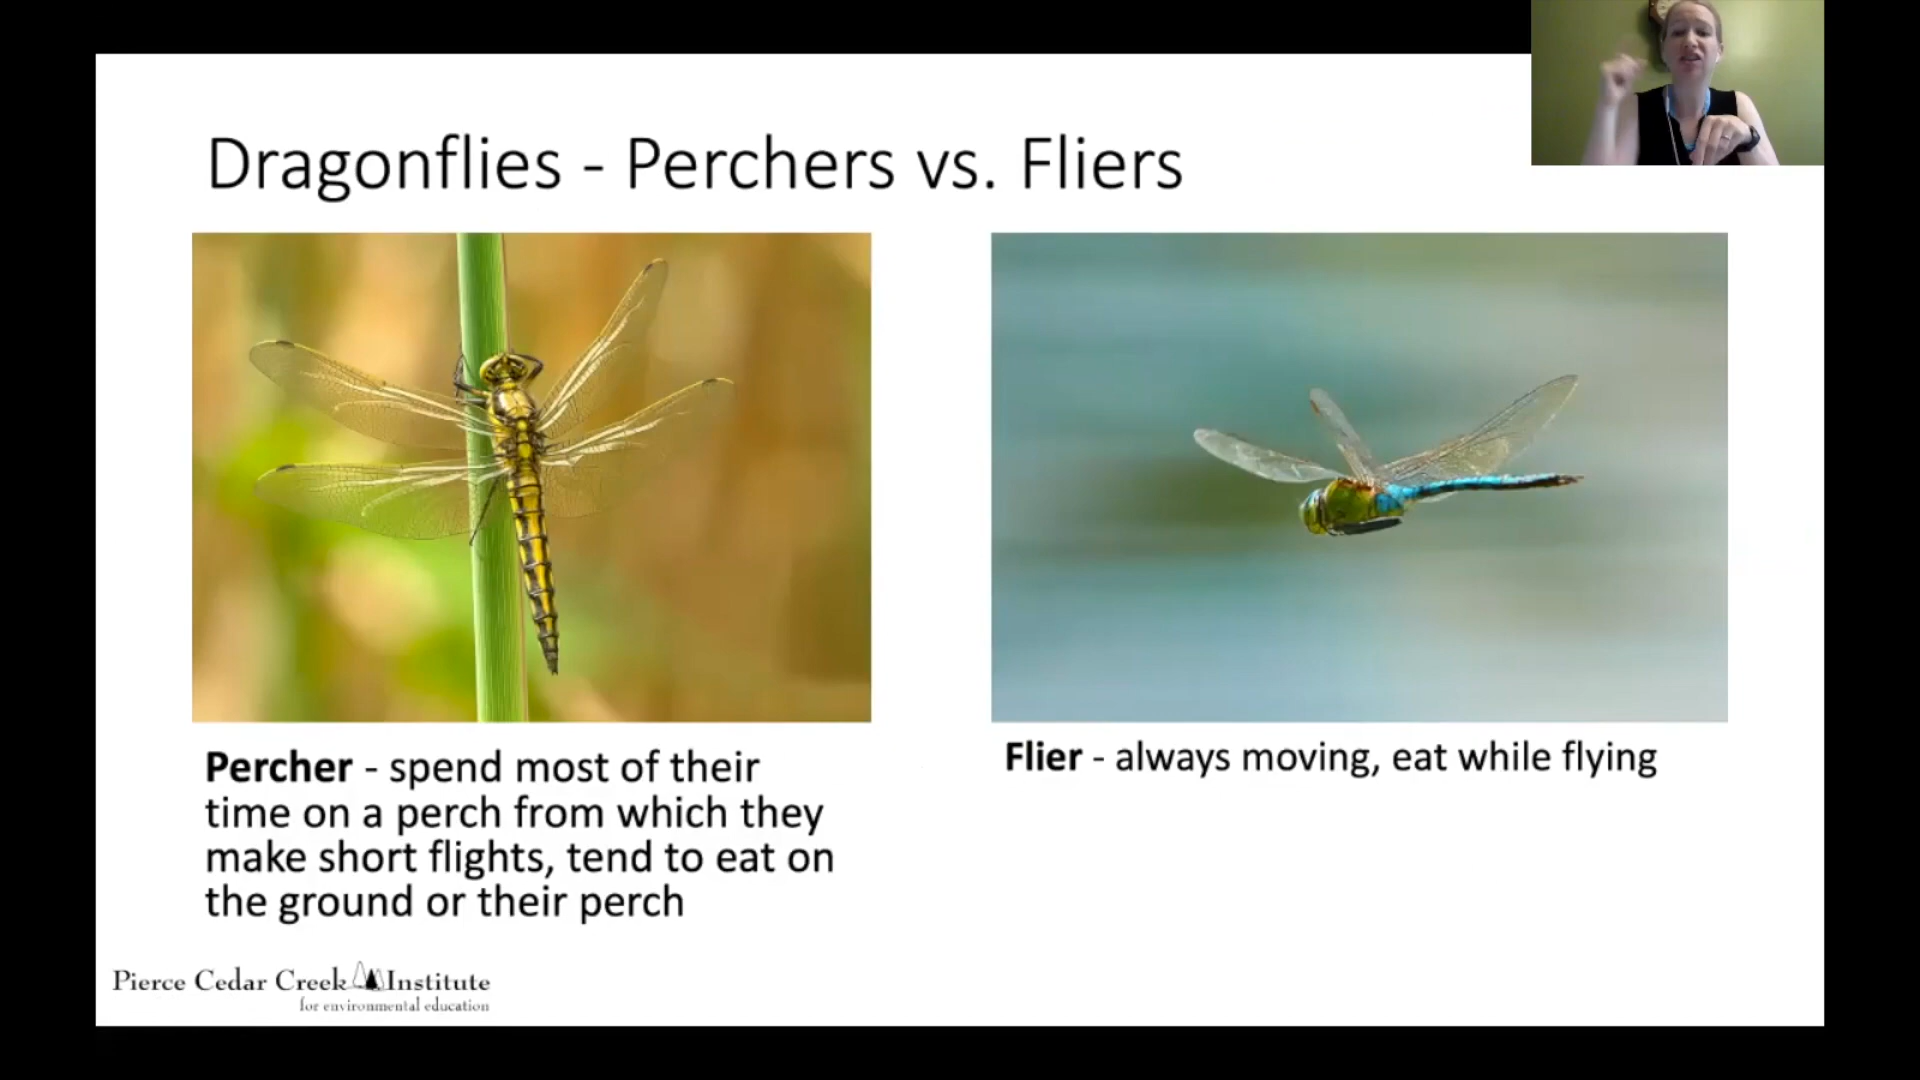 Dragonflies - Perchers vs. Fliers
Percher - spend most of their
time on a perch from which they
make short flights, tend to eat on
the ground or their perch
Flier - always moving, eat while flying
Pierce Cedar Creek Institute
for environmental education